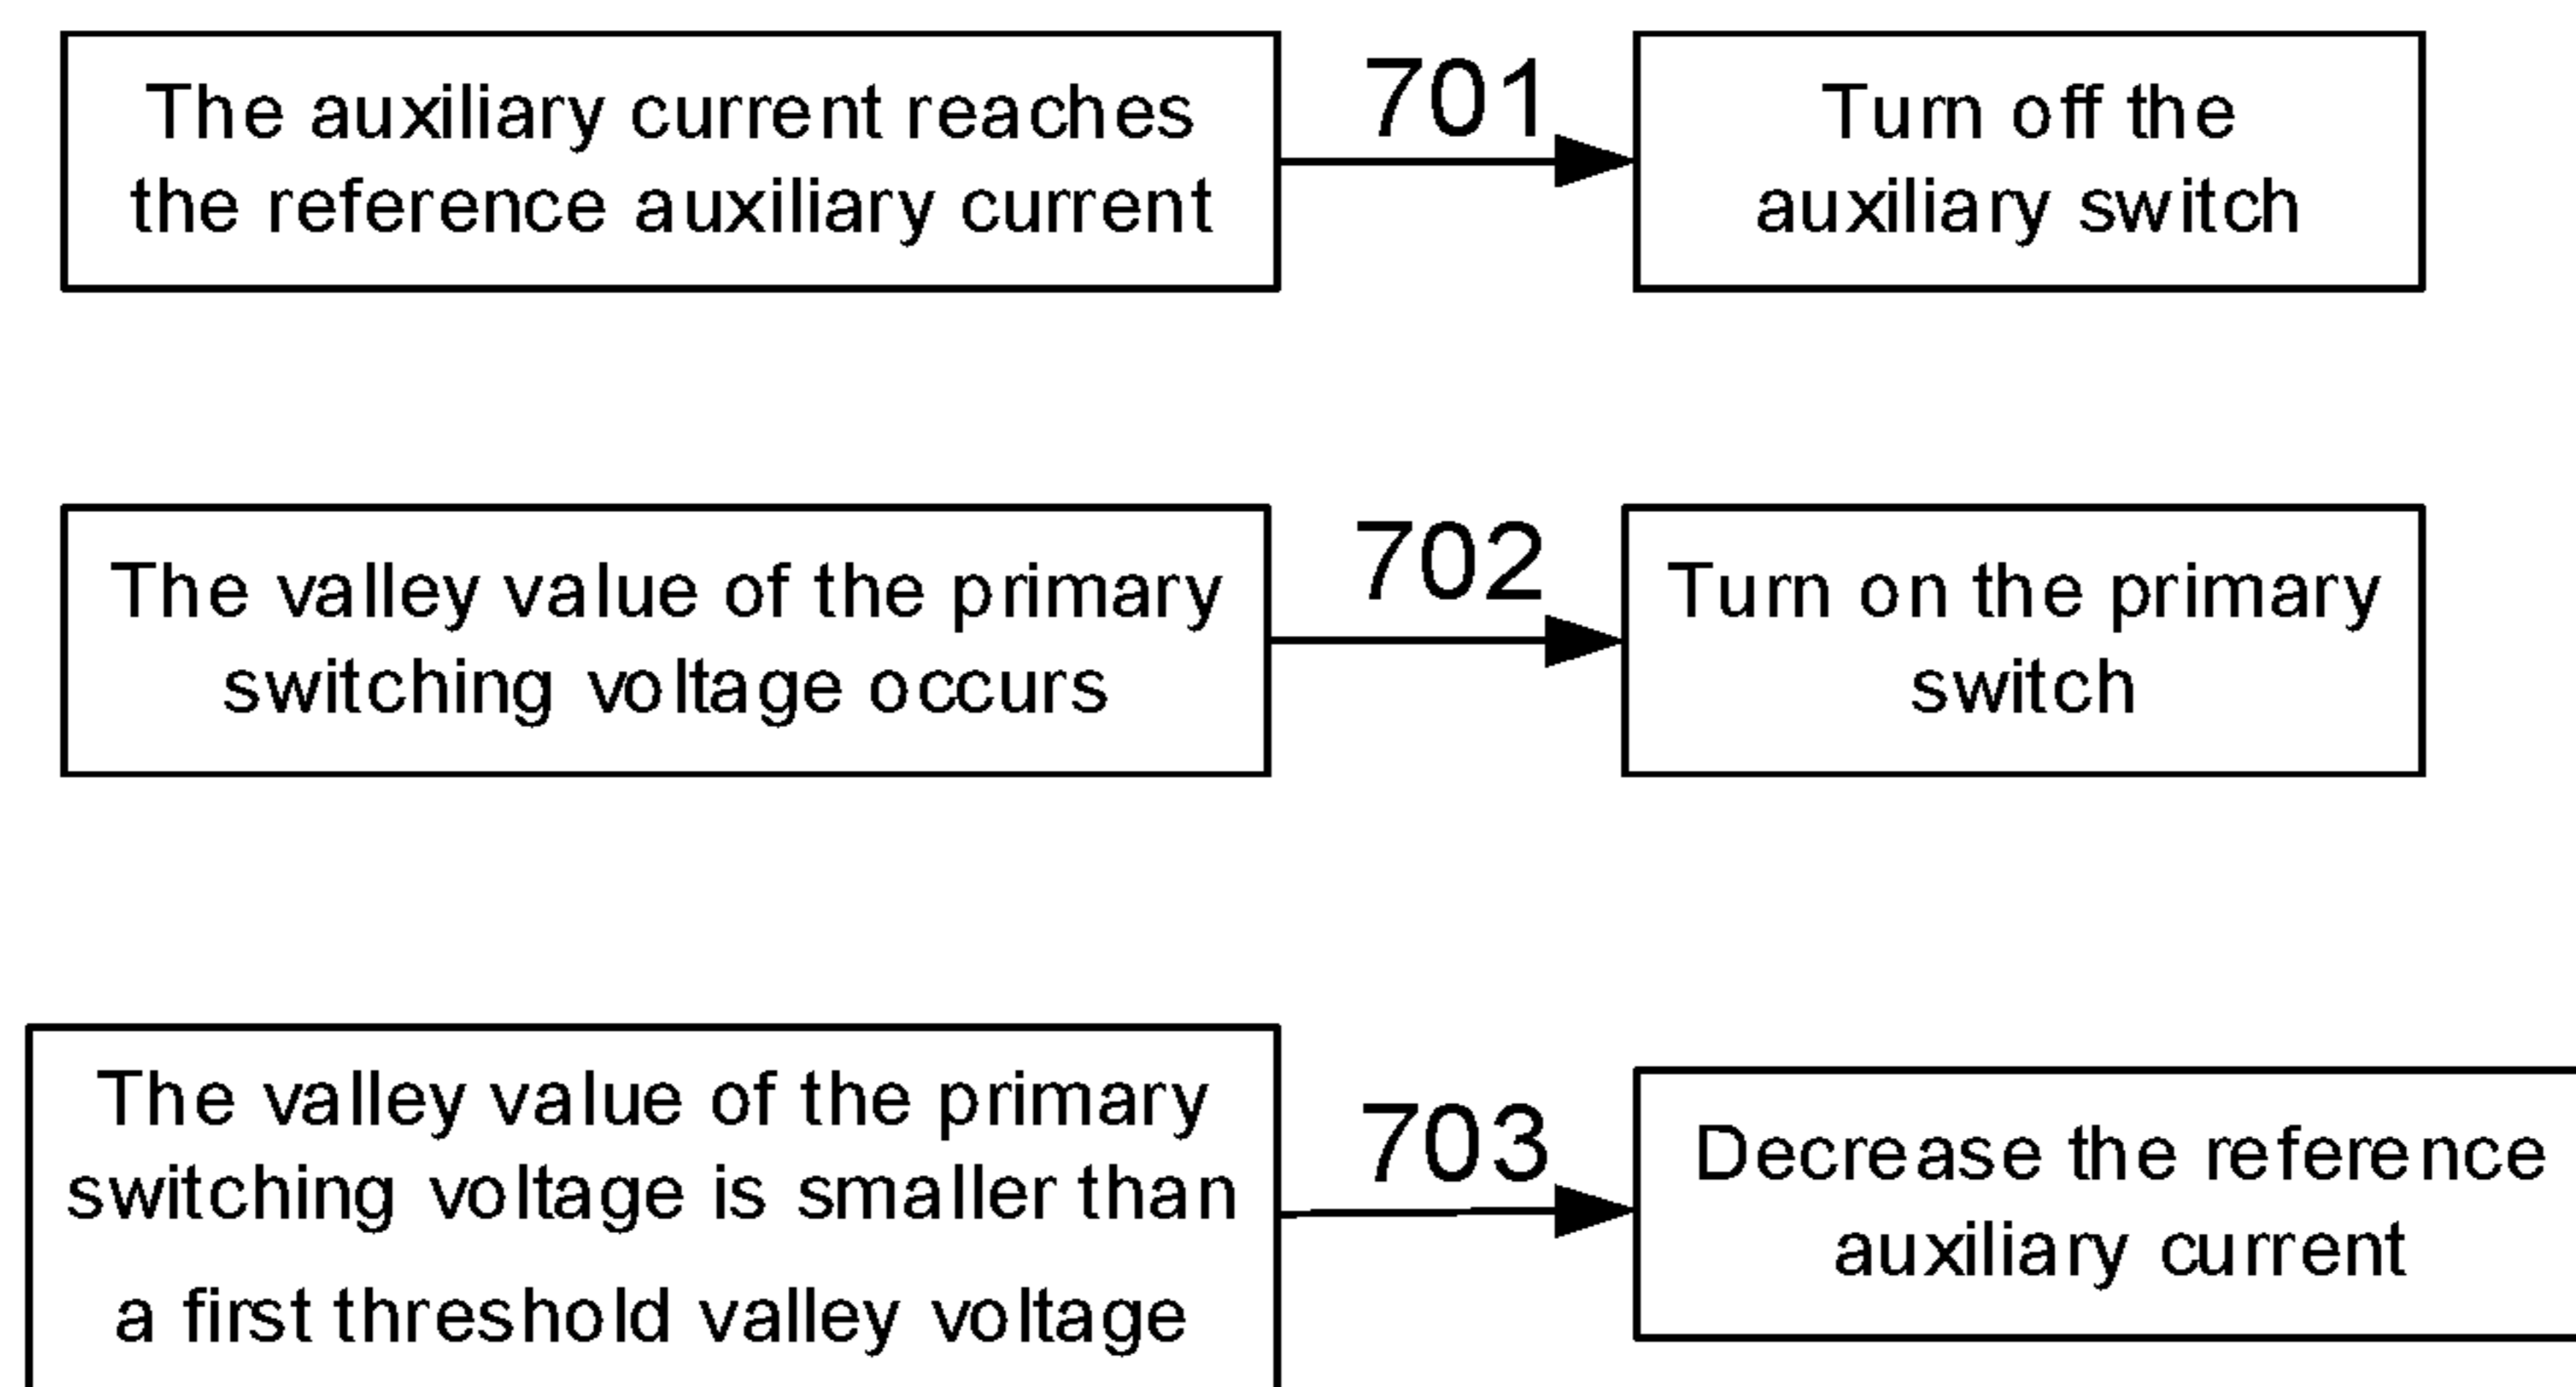 The auxiliary current reaches
the reference auxiliary current
701
Turn off the
auxiliary switch
The valley value of the primary
switching voltage occurs
702
Turn on the primary
switch
The valley value of the primary
switching voltage is smaller than
a first threshold valley voltage
703
Decrease the reference
auxiliary current